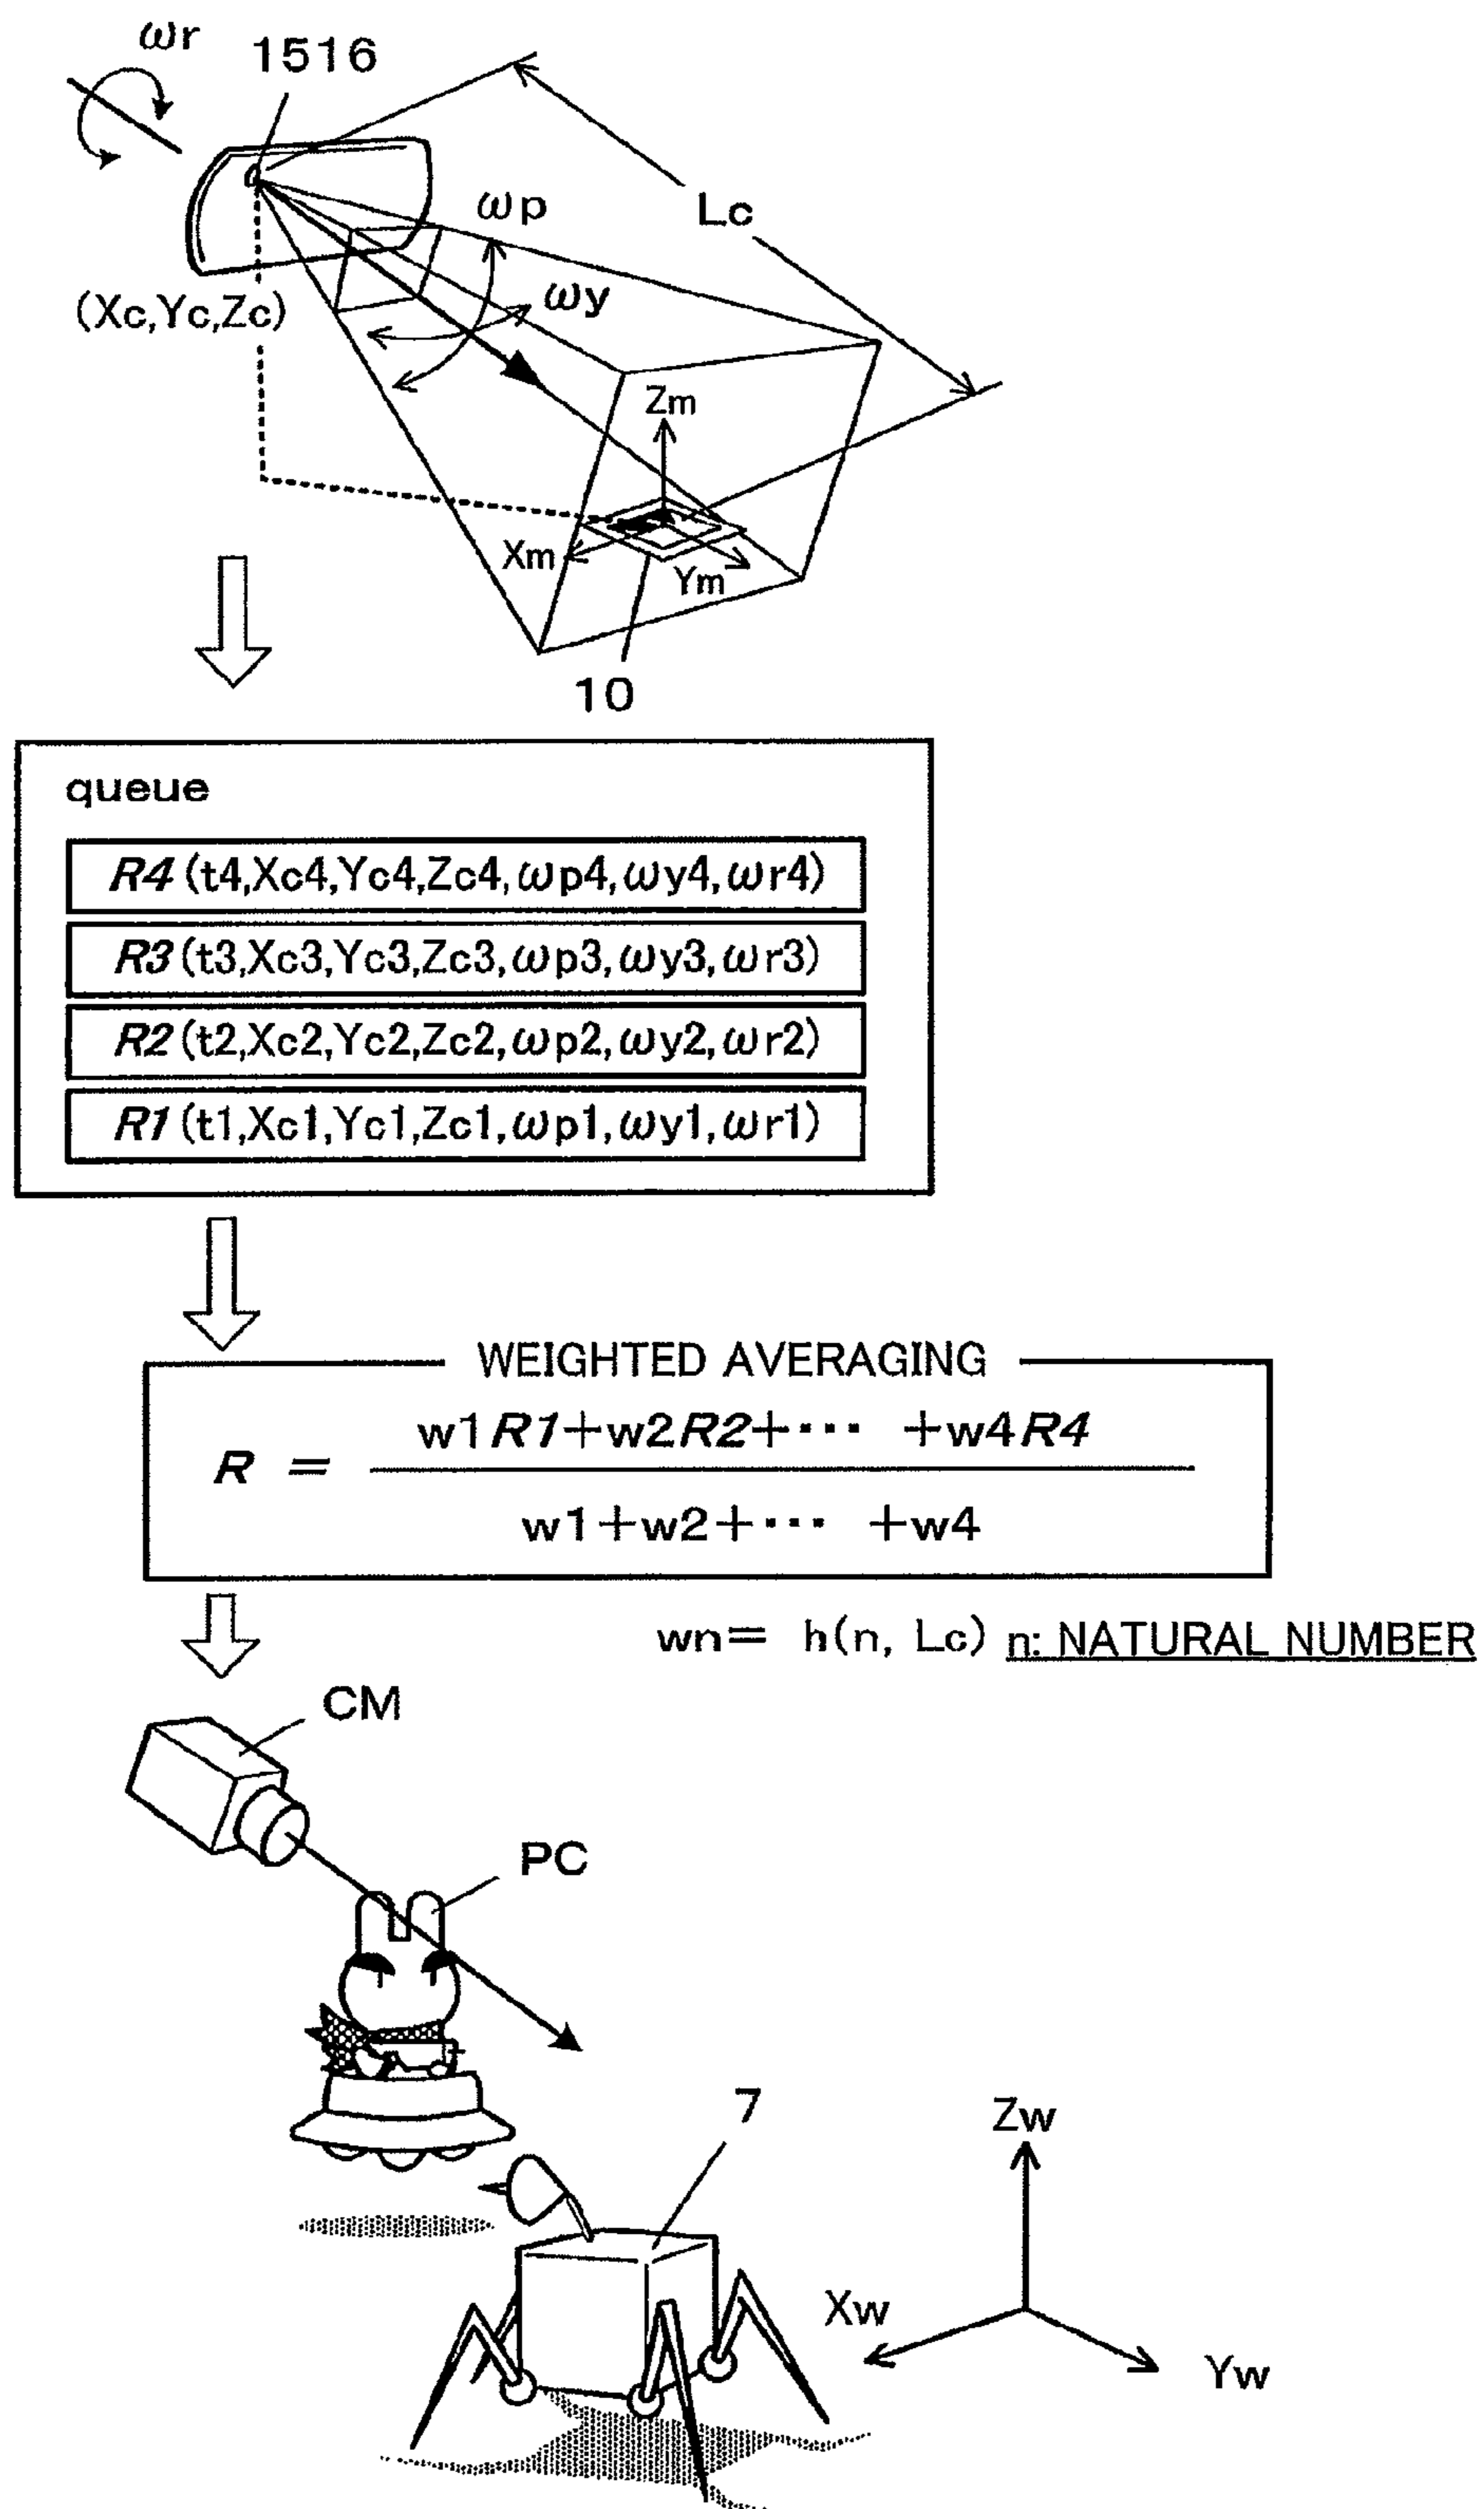 ωr
1516
Lc
ωp
ωy
(Xc,Yc,Zc)
Zm
Xm
Ym
10
queue
R4(t4,Xc4,Yc4,Zc4,ωp4,ωy4,ωr4)
R3(t3,Xc3,Yc3,Zc3,ωp3,ωy3,ωr3)
R2(t2,Xc2,Yc2,Zc2,ωp2,ωy2,ωr2)
R1(t1,Xc1,Yc1,Zc1,ωp1,ωy1,ωr1)
WEIGHTED AVERAGING
w1R1+w2R2+··· +w4R4
R =
w1+w2+··· +w4
wn= h(n, Lc) n: NATURAL NUMBER
CM
PC
7
Zw
Xw
Yw